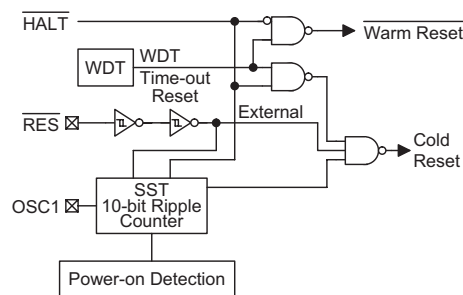 HALT
WDT
WDT
Time-out
Reset
Warm Reset
RES
External
Cold
Reset
SST
10-bit Ripple
Counter
OSC1
Power-on Detection